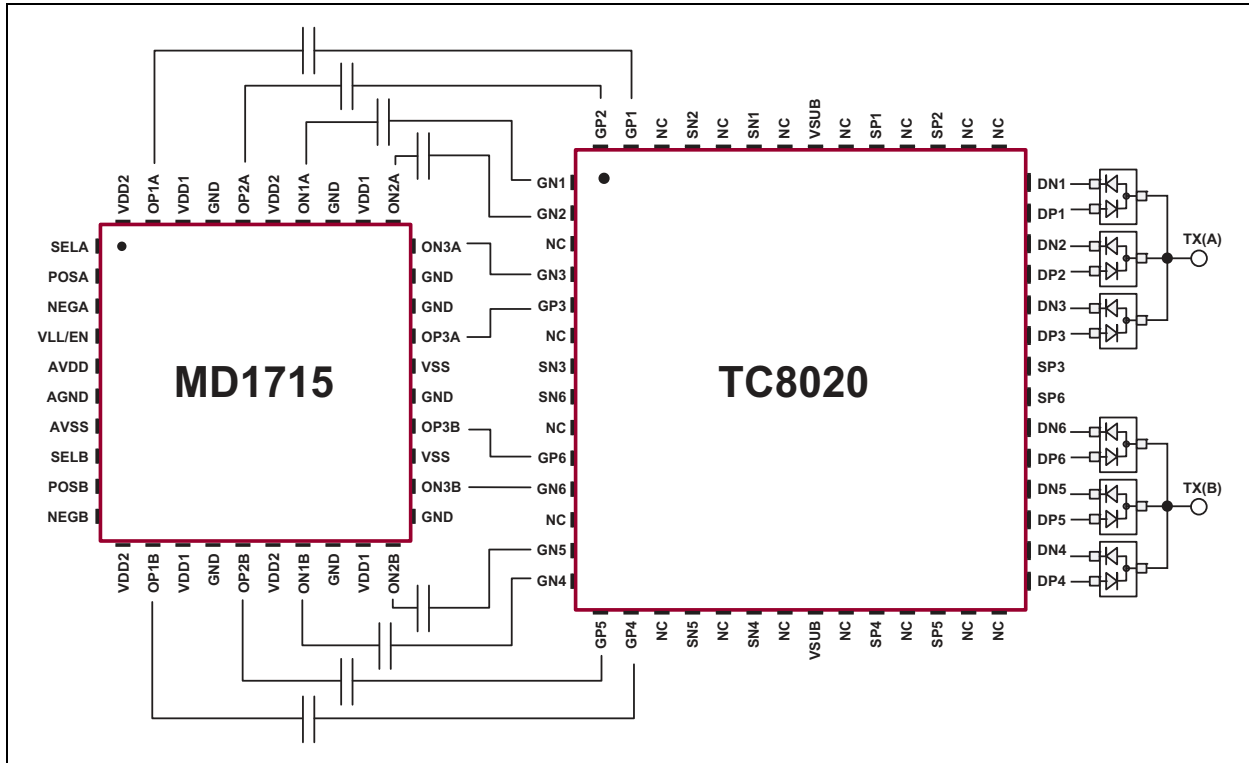 GP2
GP1
NC
SN2
NC
SN1
NC
VSUB
NC
SP1
NC
SP2
NC
NC
VDD2
OP1A
VDD1
GND
OP2A
VDD2
ON1A
GND
VDD1
ON2A
SELA
POSA
NEGA
VLL/EN
AVDD
AGND
AVSS
SELB
POSB
NEGB
MD1715
ON3A
GND
GND
OP3A
VSS
GND
OP3B
VSS
ON3B
GND
VDD2
OP1B
VDD1
GND
OP2B
VDD2
ON1B
GND
VDD1
ON2B
GN1
GN2
NC
GN3
GP3
NC
SN3
SN6
NC
GP6
GN6
NC
GN5
GN4
TC8020
DN1
DP1
DN2
DP2
DN3
DP3
SP3
SP6
DN6
DP6
DN5
DP5
DN4
DP4
TX(A)
TX(B)
GP5
GP4
NC
SN5
NC
SN4
NC
VSUB
NC
SP4
NC
SP5
NC
NC